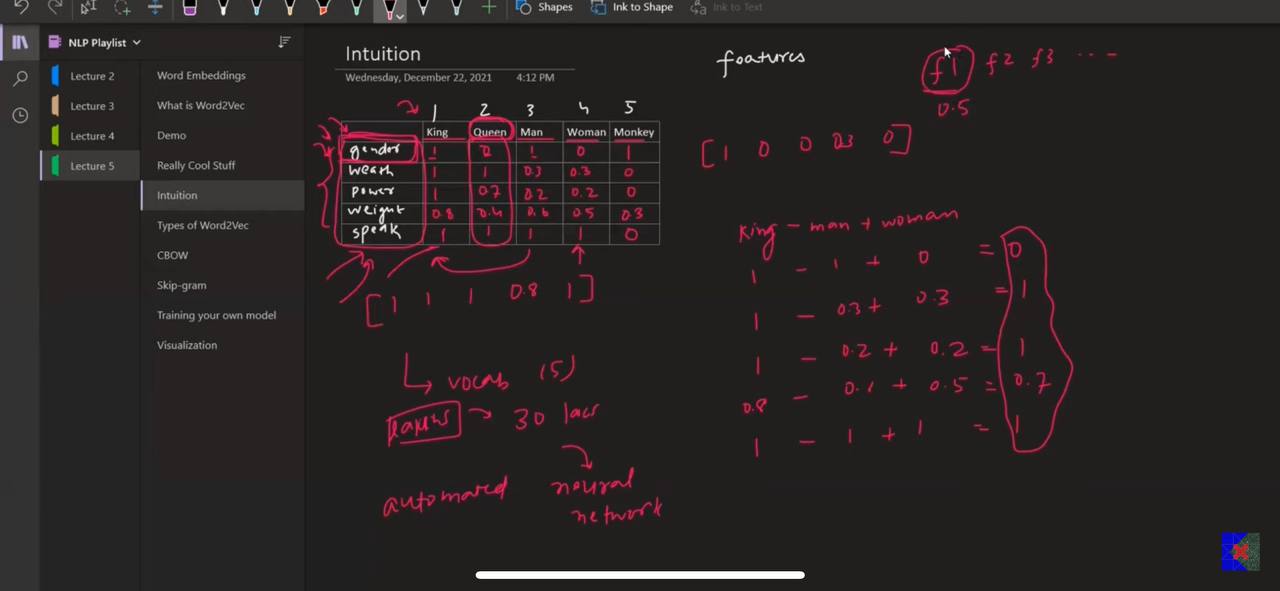 Shapes Ink to Shape Ink to Text
NLP Playlist
Lecture 2
Lecture 3
Lecture 4
Lecture 5
Word Embeddings
What is Word2Vec
Demo
Really Cool Stuff
Intuition
Types of Word2Vec
CBOW
Skip-gram
Training your own model
Visualization
Intuition
Wednesday, December 22, 2021 4:12 PM
1 2 3 4 5
King Queen Man Woman Monkey
gender 1 0 1 0 1
wealth 1 1 0.3 0.3 0
power 1 0.7 0.2 0.2 0
weight 0.8 0.4 0.6 0.5 0.3
speak 1 1 1 1 0
[1 1 1 0.8 1]
vocab (5)
30 lacs
automated neural
network
features
f1 f2 f3 ----
0.5
[1 0 0 0.3 0]
king - man + woman
1 - 1 + 0 = 0
1 - 0.3 + 0.3 = 1
1 - 0.2 + 0.2 = 1
0.8 - + 0.5 = 0.7
1 - 1 + 1 = 1